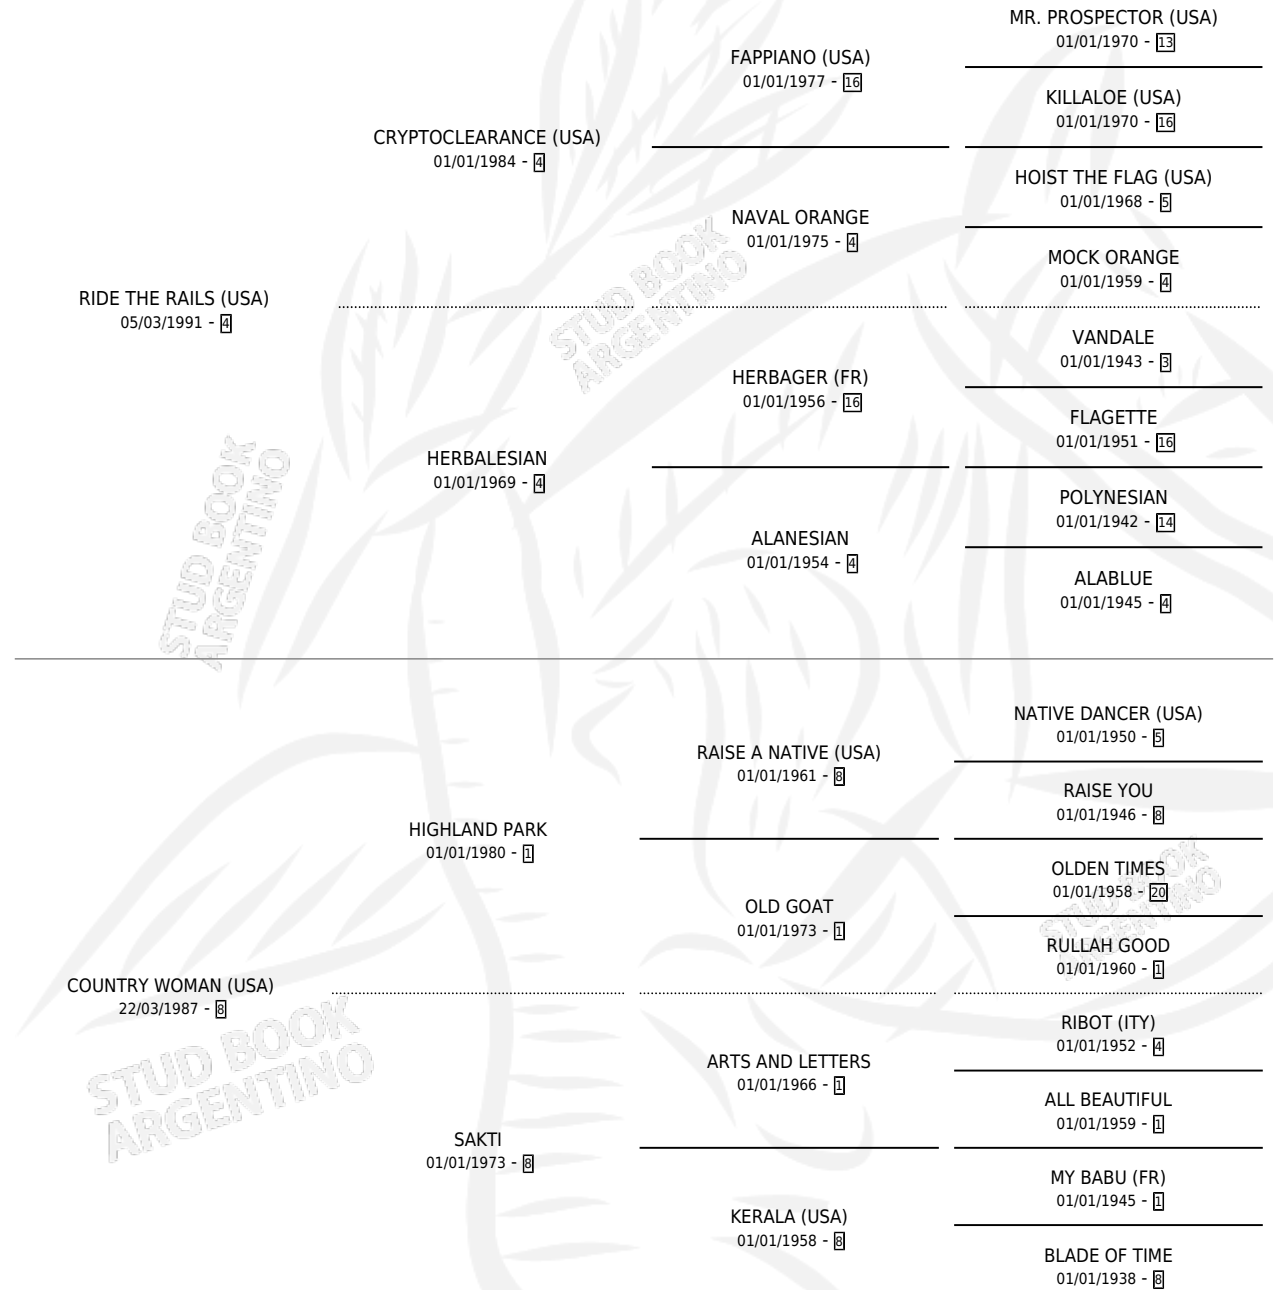 MR. PROSPECTOR (USA)
01/01/1970 - 13
FAPPIANO (USA)
01/01/1977 - 16
KILLALOE (USA)
01/01/1970 - 16
CRYPTOCLEARANCE (USA)
01/01/1984 - 4
HOIST THE FLAG (USA)
01/01/1968 - 5
NAVAL ORANGE
01/01/1975 - 4
MOCK ORANGE
01/01/1959 - 4
RIDE THE RAILS (USA)
05/03/1991 - 4
VANDALE
01/01/1943 - 3
HERBAGER (FR)
01/01/1956 - 16
FLAGETTE
01/01/1951 - 16
HERBALESIAN
01/01/1969 - 4
POLYNESIAN
01/01/1942 - 14
ALANESIAN
01/01/1954 - 4
ALABLUE
01/01/1945 - 4
NATIVE DANCER (USA)
01/01/1950 - 5
RAISE A NATIVE (USA)
01/01/1961 - 8
RAISE YOU
01/01/1946 - 8
HIGHLAND PARK
01/01/1980 - 1
OLDEN TIMES
01/01/1958 - 20
OLD GOAT
01/01/1973 - 1
RULLAH GOOD
01/01/1960 - 1
COUNTRY WOMAN (USA)
22/03/1987 - 8
RIBOT (ITY)
01/01/1952 - 4
ARTS AND LETTERS
01/01/1966 - 1
ALL BEAUTIFUL
01/01/1959 - 1
SAKTI
01/01/1973 - 8
MY BABU (FR)
01/01/1945 - 1
KERALA (USA)
01/01/1958 - 8
BLADE OF TIME
01/01/1938 - 8
STUD BOOK
ARGENTINO
STUD BOOK
ARGENTINO
STUD BOOK
ARGENTINO
STUD BOOK
ARGENTINO